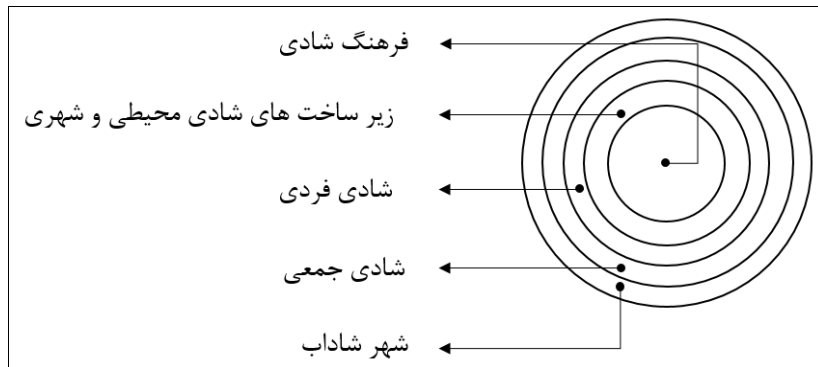 فرهنگ شادی
زیر ساخت های شادی محیطی و شهری
شادی فردی
شادی جمعی
شهر شاداب